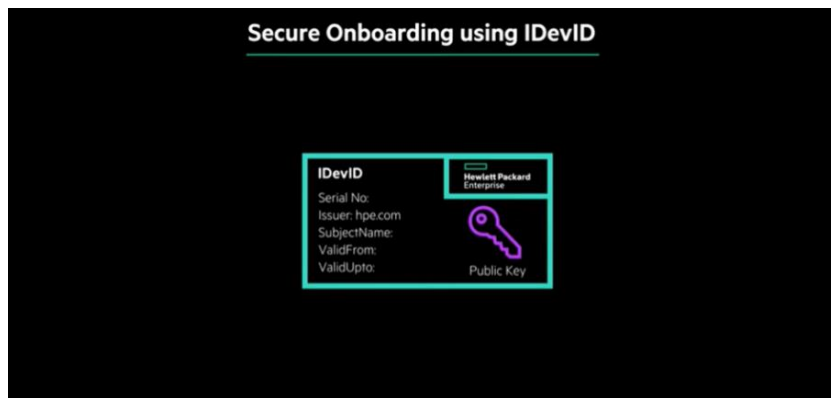 Secure Onboarding using IDevID
IDevID
Serial No:
Issuer: hpe.com
SubjectName:
ValidFrom:
ValidUpto:
Hewlett Packard
Enterprise
Public Key